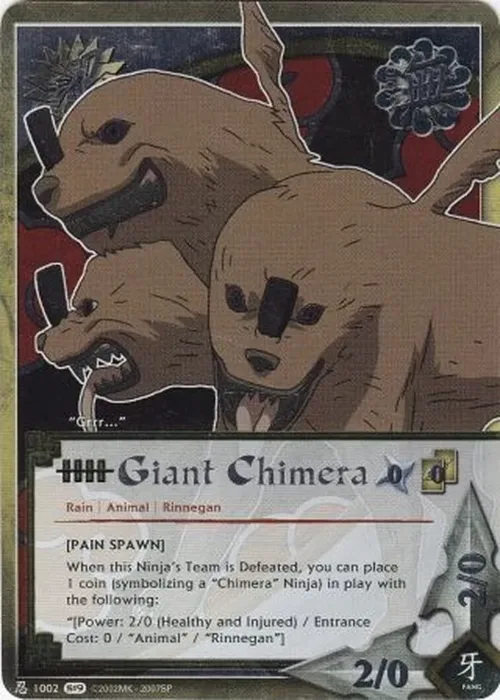 "Grrr..."
Giant Chimera 0 0
Rain | Animal | Rinnegan
[PAIN SPAWN]
When this Ninja's Team is Defeated, you can place
1 coin (symbolizing a "Chimera" Ninja) in play with
the following:
"[Power: 2/0 (Healthy and Injured) / Entrance
Cost: 0 / "Animal" / "Rinnegan"]
2/0
2/0
牙
FANG
忍 1002 ©2002MK · 2007SP